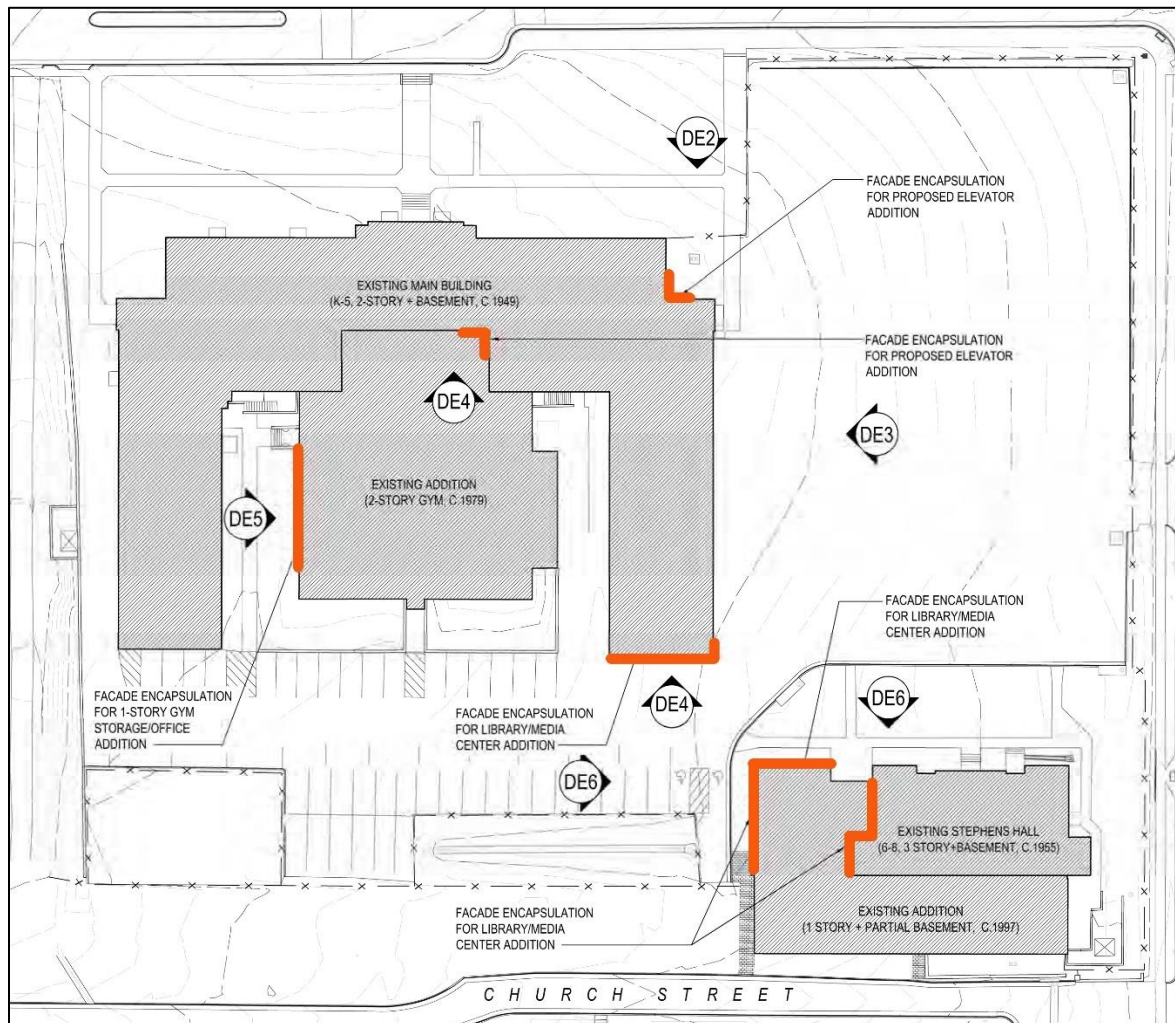 DE2
FACADE ENCAPSULATION
FOR PROPOSED ELEVATOR
ADDITION
EXISTING MAIN BUILDING
(K-5, 2-STORY + BASEMENT, C.1949)
FACADE ENCAPSULATION
FOR PROPOSED ELEVATOR
ADDITION
DE4
DE3
EXISTING ADDITION
(2-STORY GYM, C.1979)
DE5
FACADE ENCAPSULATION
FOR LIBRARY/MEDIA
CENTER ADDITION
FACADE ENCAPSULATION
FOR 1-STORY GYM
STORAGE/OFFICE
ADDITION
FACADE ENCAPSULATION
FOR LIBRARY/MEDIA
CENTER ADDITION
DE4
DE6
DE6
EXISTING STEPHENS HALL
(6-8, 3 STORY+BASEMENT, C.1955)
FACADE ENCAPSULATION
FOR LIBRARY/MEDIA
CENTER ADDITION
EXISTING ADDITION
(1 STORY + PARTIAL BASEMENT, C.1997)
CHURCH STREET